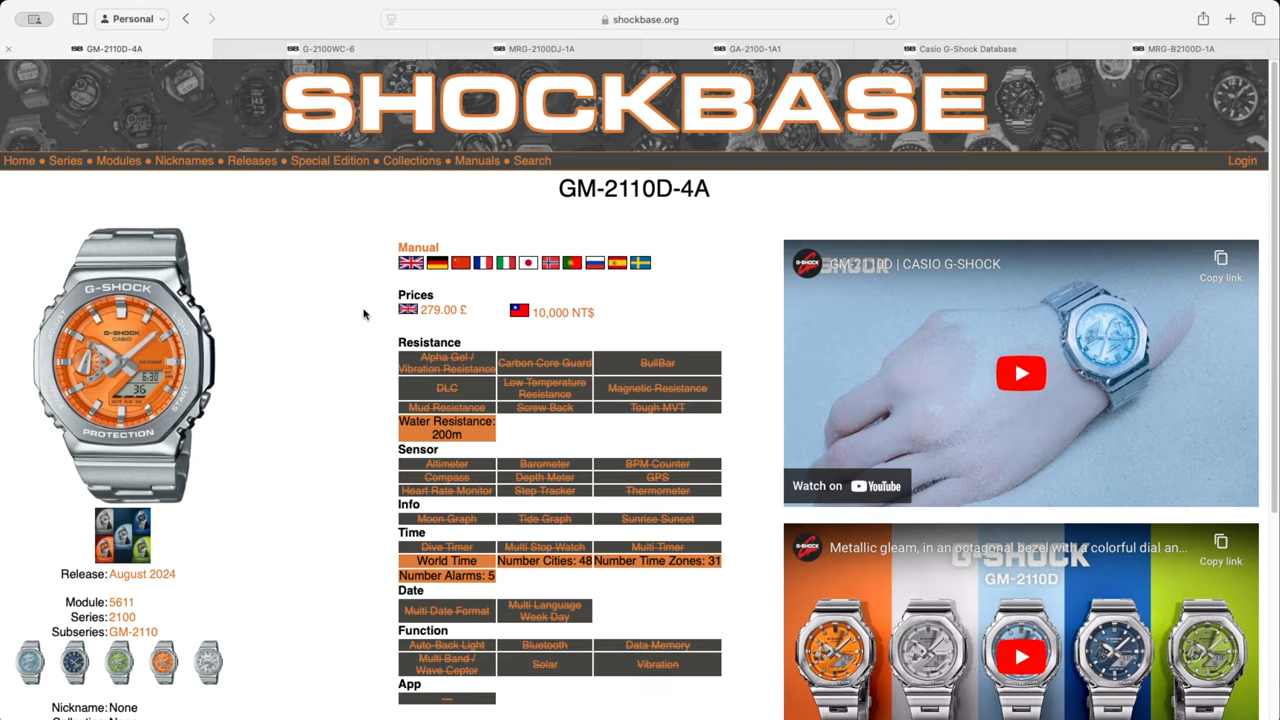 Personal
shockbase.org
GM-2110D-4A
G-2100WC-6
MRG-2100DJ-1A
GA-2100-1A1
Casio G-Shock Database
MRG-B2100D-1A
SHOCKBASE
Home ● Series ● Modules ● Nicknames ● Releases ● Special Edition ● Collections ● Manuals ● Search
Login
GM-2110D-4A
G-SHOCK
G-SHOCK
CASIO
6:30
36
PROTECTION
Release: August 2024
Module: 5611
Series: 2100
Subseries: GM-2110
Nickname: None
Manual
Prices
279.00 £
10,000 NT$
Resistance
Alpha Gel / Vibration Resistance
Carbon Core Guard
BullBar
DLC
Low Temperature Resistance
Magnetic Resistance
Mud Resistance
Screw Back
Tough MVT
Water Resistance: 200m
Sensor
Altimeter
Barometer
BPM Counter
Compass
Depth Meter
GPS
Heart Rate Monitor
Step Tracker
Thermometer
Info
Moon Graph
Tide Graph
Sunrise Sunset
Time
Dive Timer
Multi Stop Watch
Multi Timer
World Time
Number Cities: 48
Number Time Zones: 31
Number Alarms: 5
Date
Multi Date Format
Multi Language Week Day
Function
Auto-Back Light
Bluetooth
Data Memory
Multi Band / Wave Ceptor
Solar
Vibration
App
---
GM-2110D | CASIO G-SHOCK
Copy link
Watch on YouTube
Metallic gleam, in an octagonal bezel with a colorful dial an...
Copy link
G-SHOCK
GM-2110D